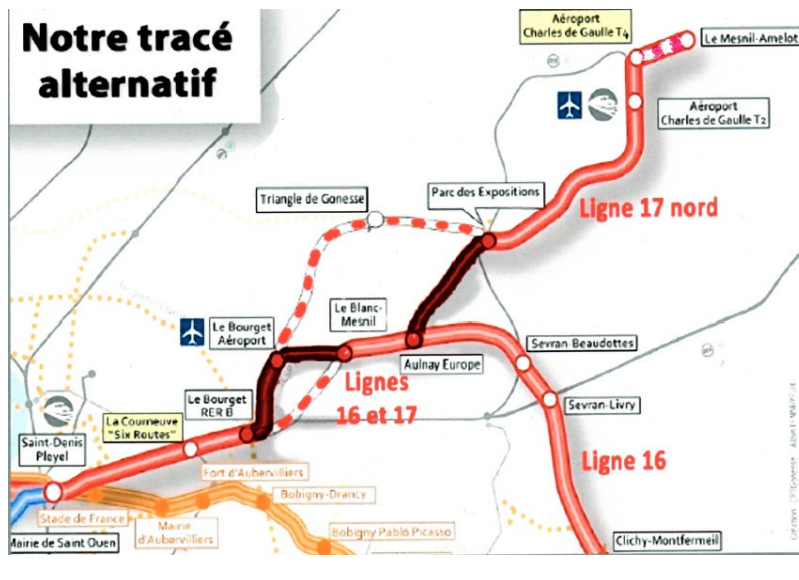 Notre tracé
alternatif
Aéroport
Charles de Gaulle T4
Le Mesnil-Amelot
Aéroport
Charles de Gaulle T2
Parc des Expositions
Triangle de Gonesse
Ligne 17 nord
Le Bourget
Aéroport
Le Blanc-
Mesnil
Aulnay Europe
Sevran-Beaudottes
Lignes
16 et 17
Le Bourget
RER B
Sevran-Livry
La Courneuve
"Six Routes"
Saint-Denis
Pleyel
Ligne 16
Fort d'Aubervilliers
Bobigny-Drancy
Stade de France
Mairie
d'Aubervilliers
Bobigny Pablo Picasso
Mairie de Saint Ouen
Clichy-Montfermeil
Création